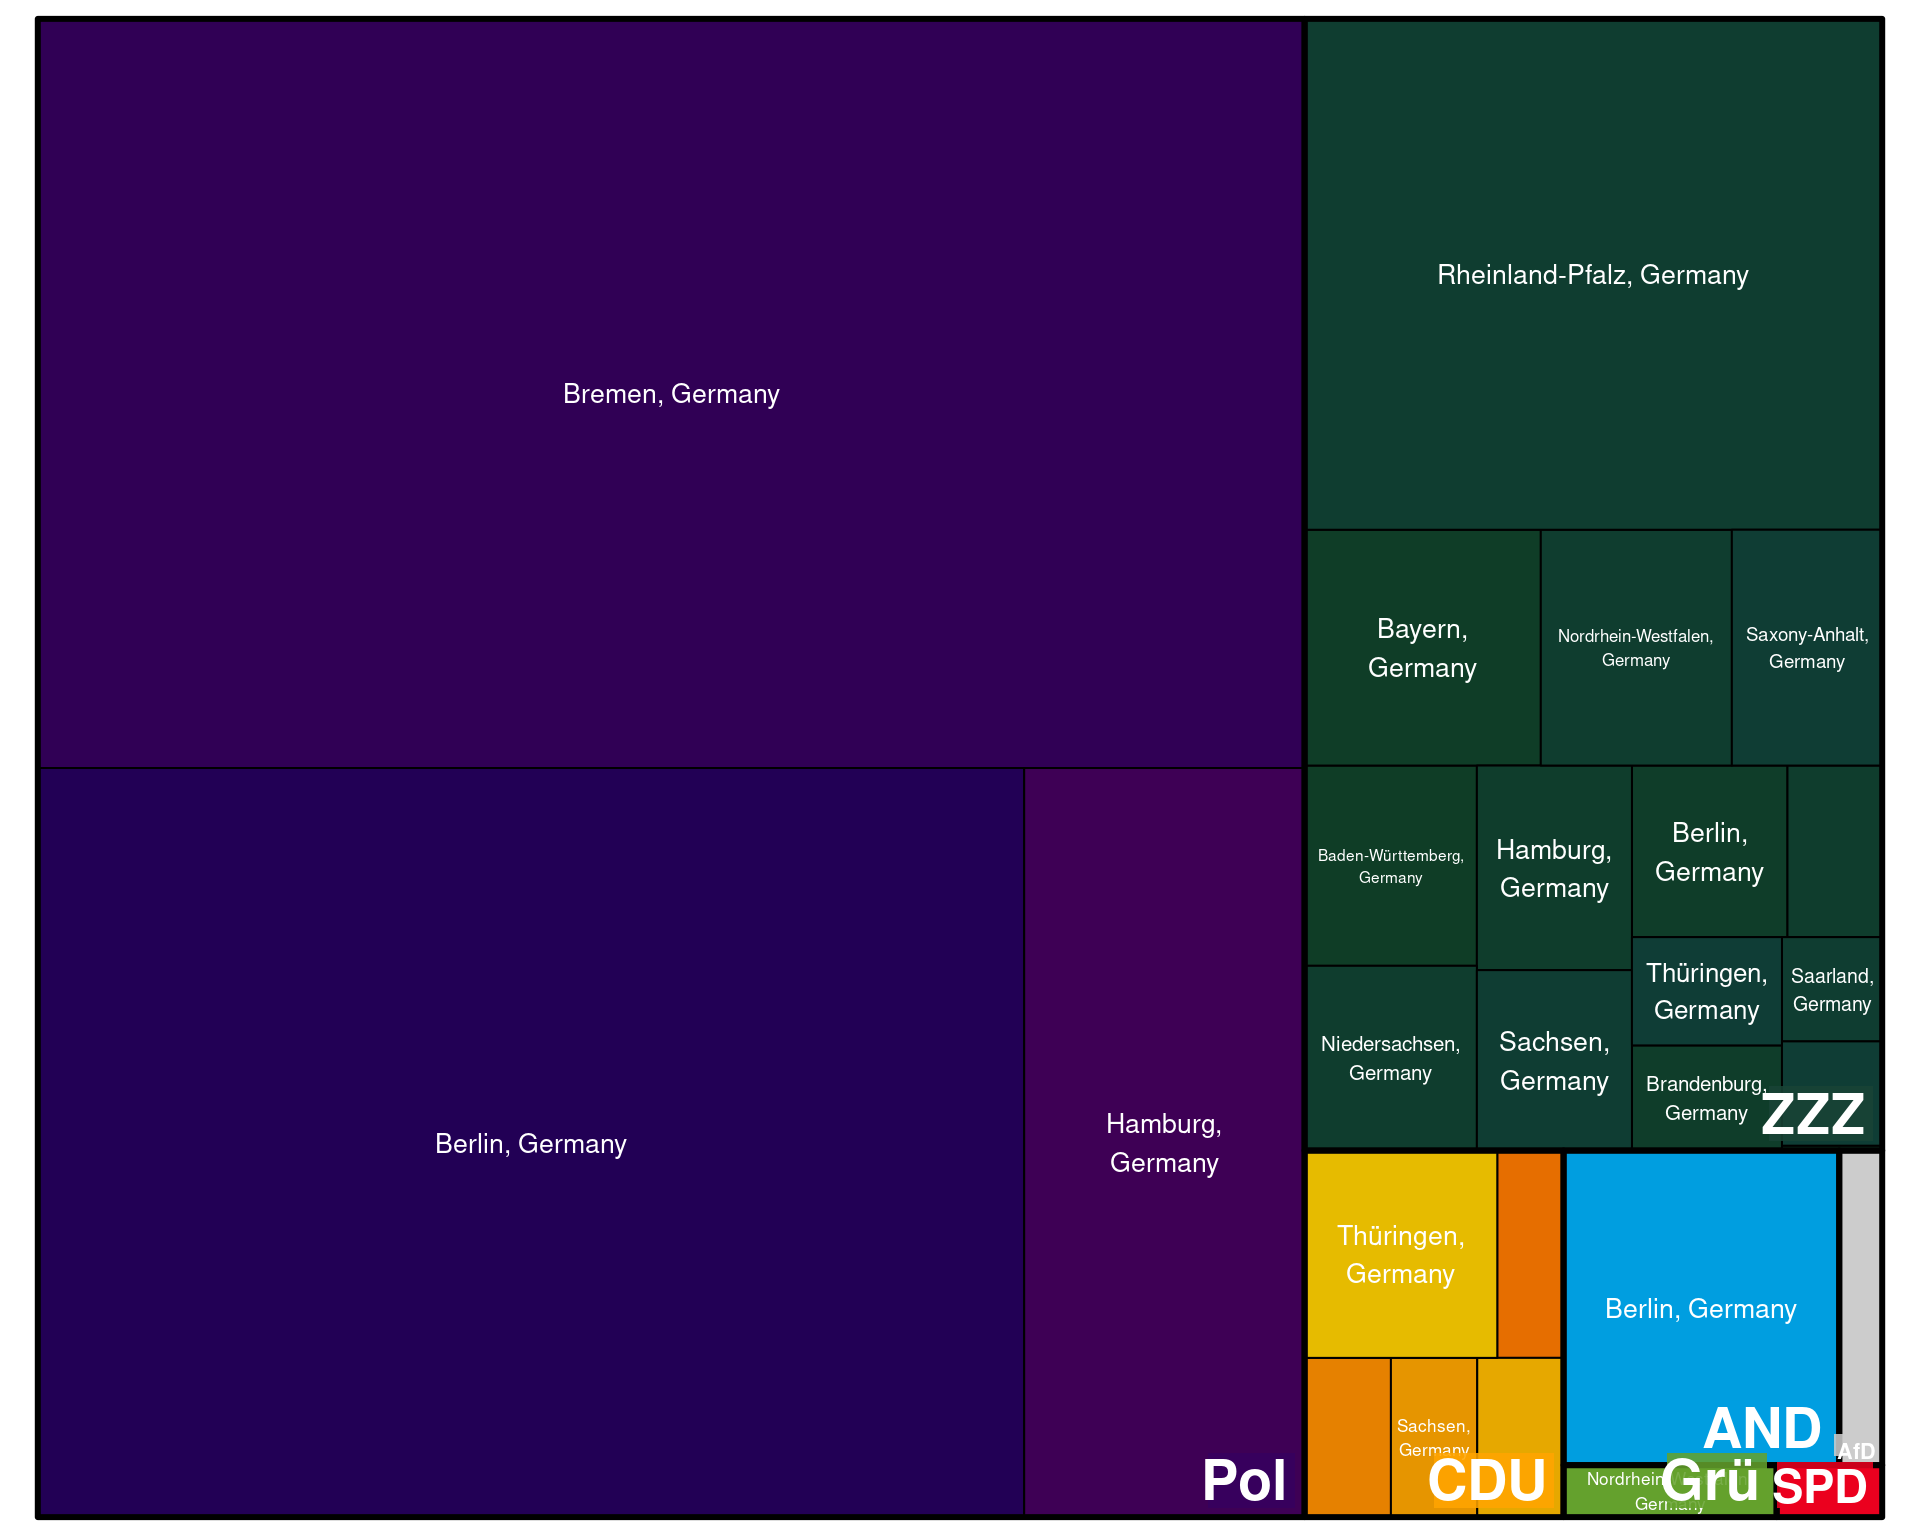 Bremen, Germany
Berlin, Germany
Hamburg,
Germany
Pol
Rheinland-Pfalz, Germany
Bayern,
Germany
Nordrhein-Westfalen,
Germany
Saxony-Anhalt,
Germany
Baden-Württemberg,
Germany
Hamburg,
Germany
Berlin,
Germany
Niedersachsen,
Germany
Sachsen,
Germany
Thüringen,
Germany
Saarland,
Germany
Brandenburg,
Germany
ZZZ
Thüringen,
Germany
Sachsen,
Germany
CDU
Berlin, Germany
AND
AfD
Germany
Grü
SPD